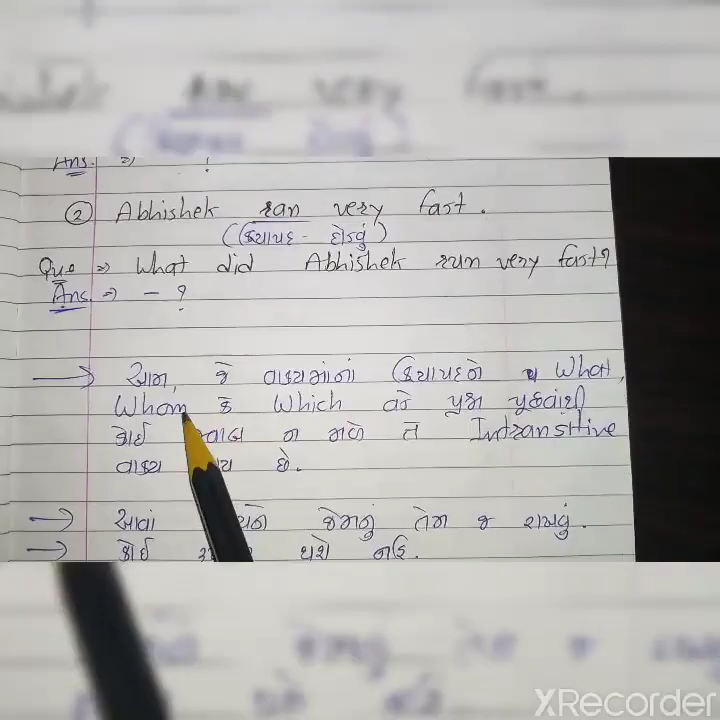 Ans. ⇒ !
② Abhishek ran very fast.
(ક્રિયાપદ - દોડવું)
Que ⇒ What did Abhishek run very fast?
Ans. ⇒ - ?
→ આમ, જે વાક્યમાંનાં ક્રિયાપદને What,
Whom કે Which વડે પ્રશ્ન પુછવાથી
કોઈ જવાબ ન મળે તે Intransitive
વાક્ય છે.
→ આવાં જેમનું તેમ જ રાખવું.
→ કોઈ થશે નહિ.
XRecorder